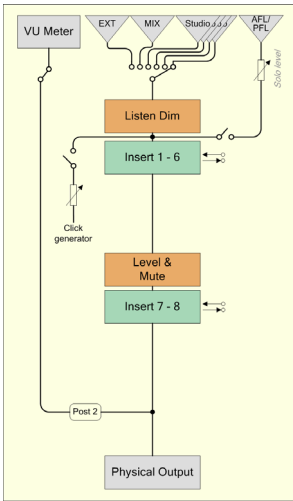 VU Meter
EXT
MIX
Studio
AFL/
PFL
Solo level
Listen Dim
Insert 1 - 6
Click
generator
Level &
Mute
Insert 7 - 8
Post 2
Physical Output